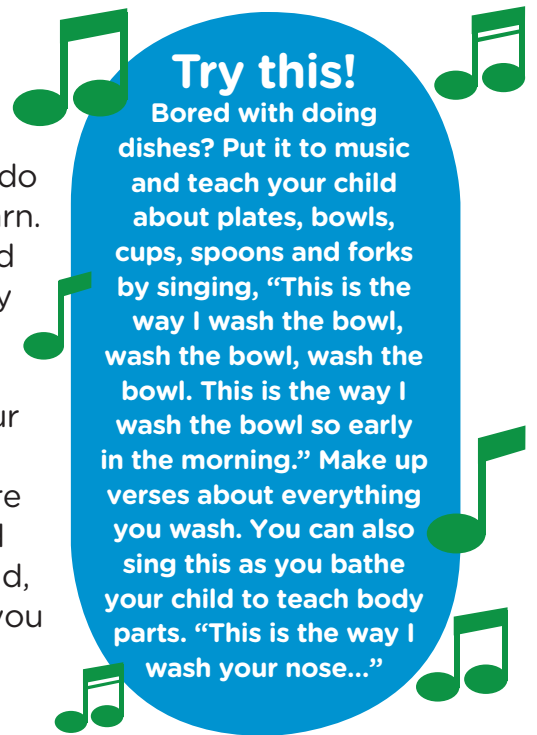 do
you
Try this!
Bored with doing
dishes? Put it to music
and teach your child
about plates, bowls,
cups, spoons and forks
by singing, “This is the
way I wash the bowl,
wash the bowl, wash the
bowl. This is the way I
wash the bowl so early
in the morning.” Make up
verses about everything
you wash. You can also
sing this as you bathe
your child to teach body
parts. “This is the way I
wash your nose...”